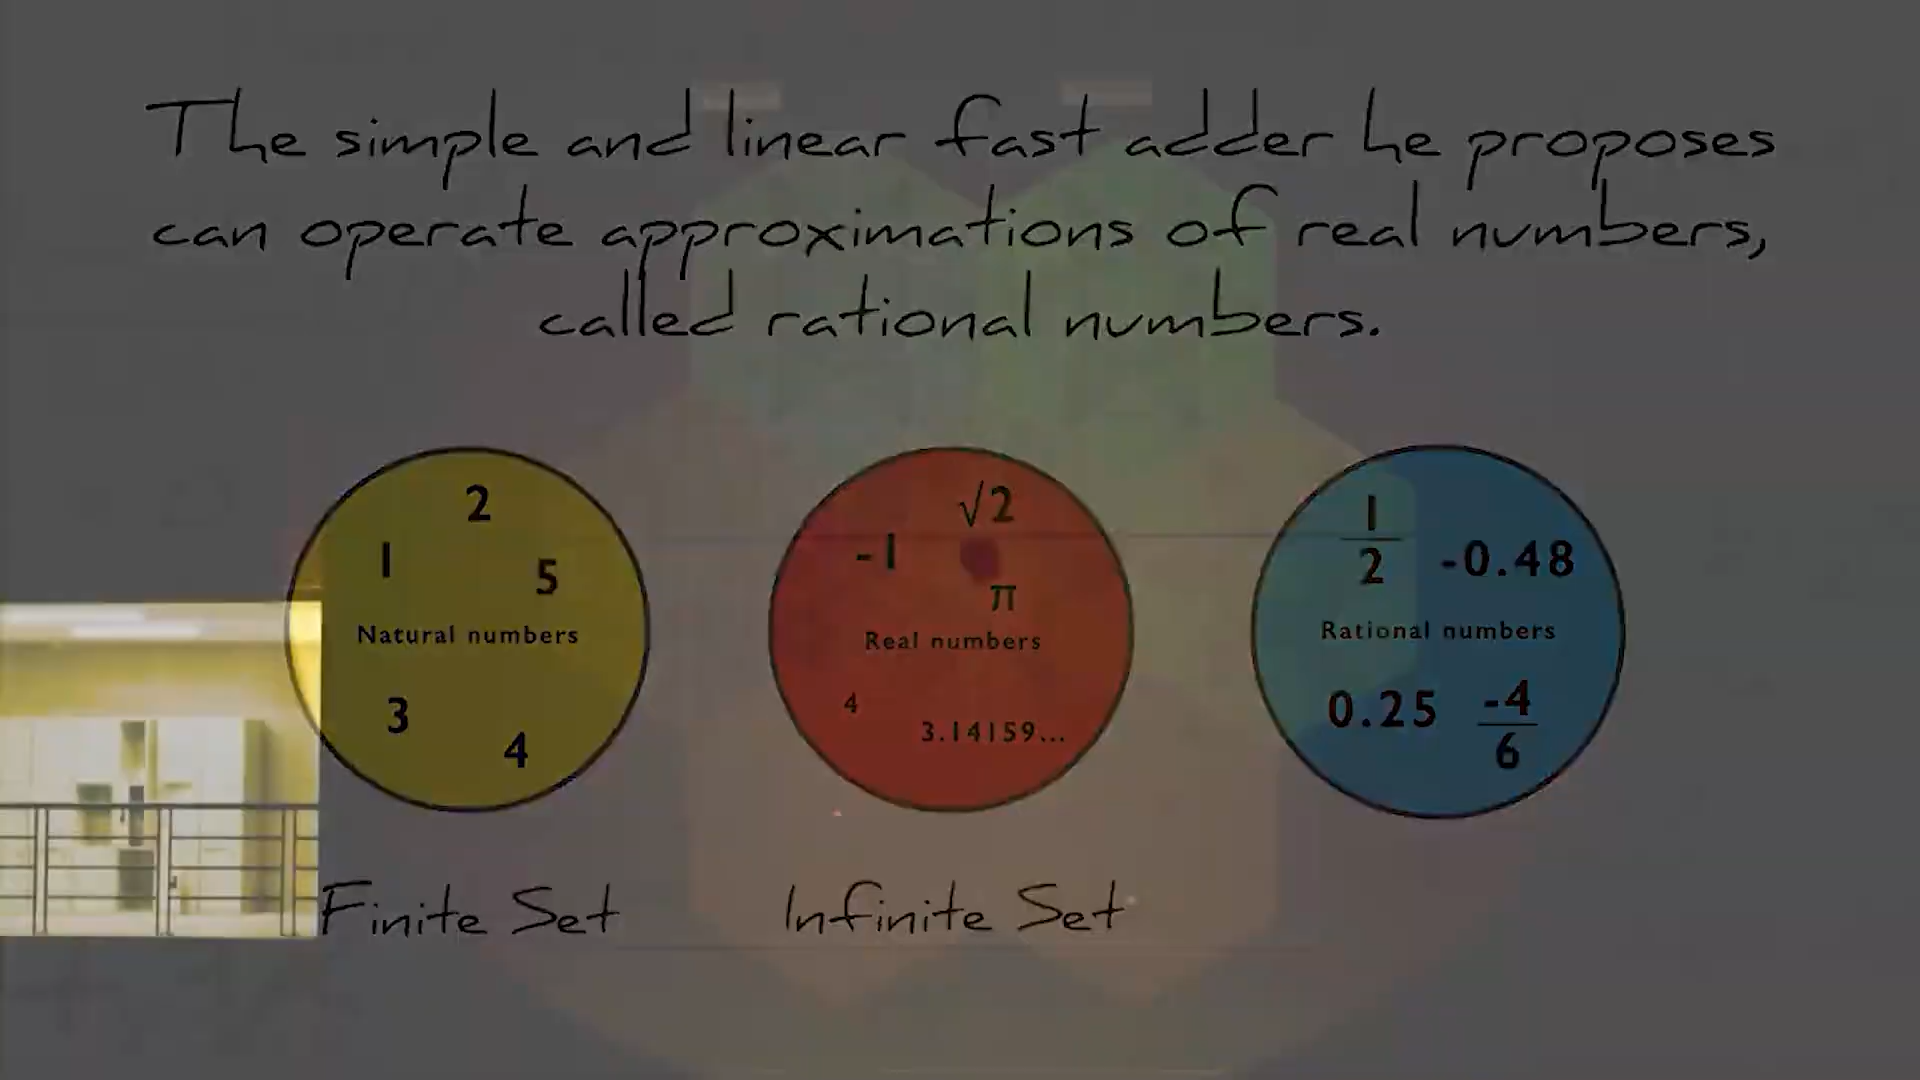 The simple and linear fast adder he proposes
can operate approximations of real numbers,
called rational numbers.
2
1
5
Natural numbers
3
4
Finite Set
√2
-1
π
Real numbers
4
3.14159...
Infinite Set
1
2
-0.48
Rational numbers
0.25
-4
6